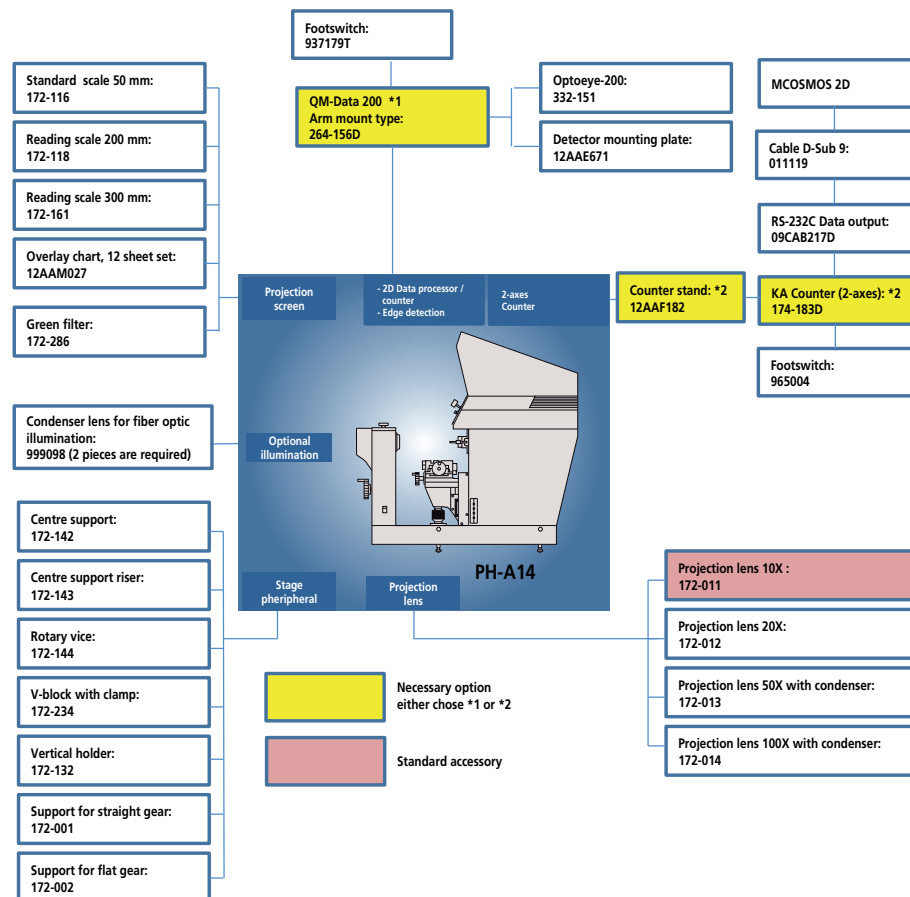 Footswitch:
937179T
Standard scale 50 mm:
172-116
Reading scale 200 mm:
172-118
Reading scale 300 mm:
172-161
Overlay chart, 12 sheet set:
12AAM027
Green filter:
172-286
QM-Data 200 *1
Arm mount type:
264-156D
Optoeye-200:
332-151
Detector mounting plate:
12AAE671
MCOSMOS 2D
Cable D-Sub 9:
011119
RS-232C Data output:
09CAB217D
Counter stand: *2
12AAF182
KA Counter (2-axes): *2
174-183D
Footswitch:
965004
Projection
screen
- 2D Data processor /
counter
- Edge detection
2-axes
Counter
Condenser lens for fiber optic
illumination:
999098 (2 pieces are required)
Optional
illumination
PH-A14
Stage
pheripheral
Projection
lens
Centre support:
172-142
Centre support riser:
172-143
Rotary vice:
172-144
V-block with clamp:
172-234
Vertical holder:
172-132
Support for straight gear:
172-001
Support for flat gear:
172-002
Projection lens 10X :
172-011
Projection lens 20X:
172-012
Projection lens 50X with condenser:
172-013
Projection lens 100X with condenser:
172-014
Necessary option
either chose *1 or *2
Standard accessory